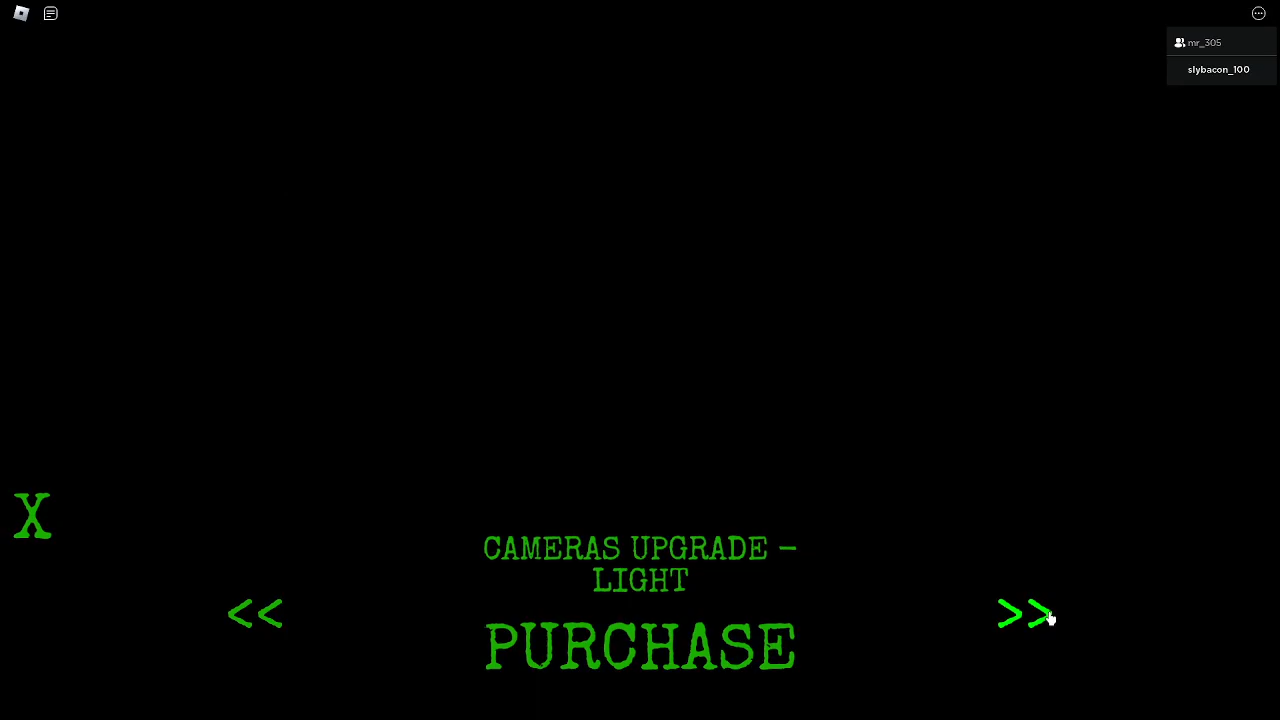 mr_305
slybacon_100
X
CAMERAS UPGRADE –
LIGHT
<< >>
PURCHASE